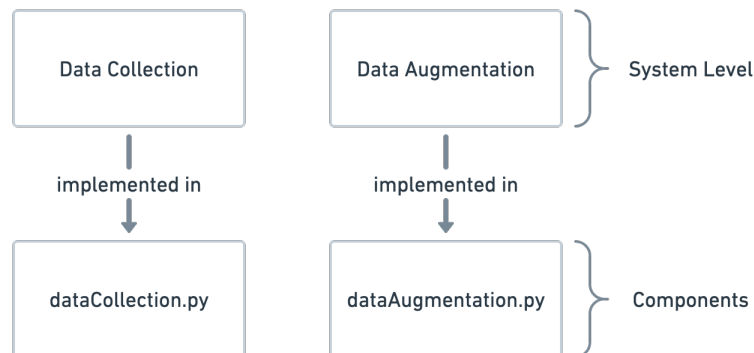 Data Collection
Data Augmentation
System Level
implemented in
implemented in
dataCollection.py
dataAugmentation.py
Components